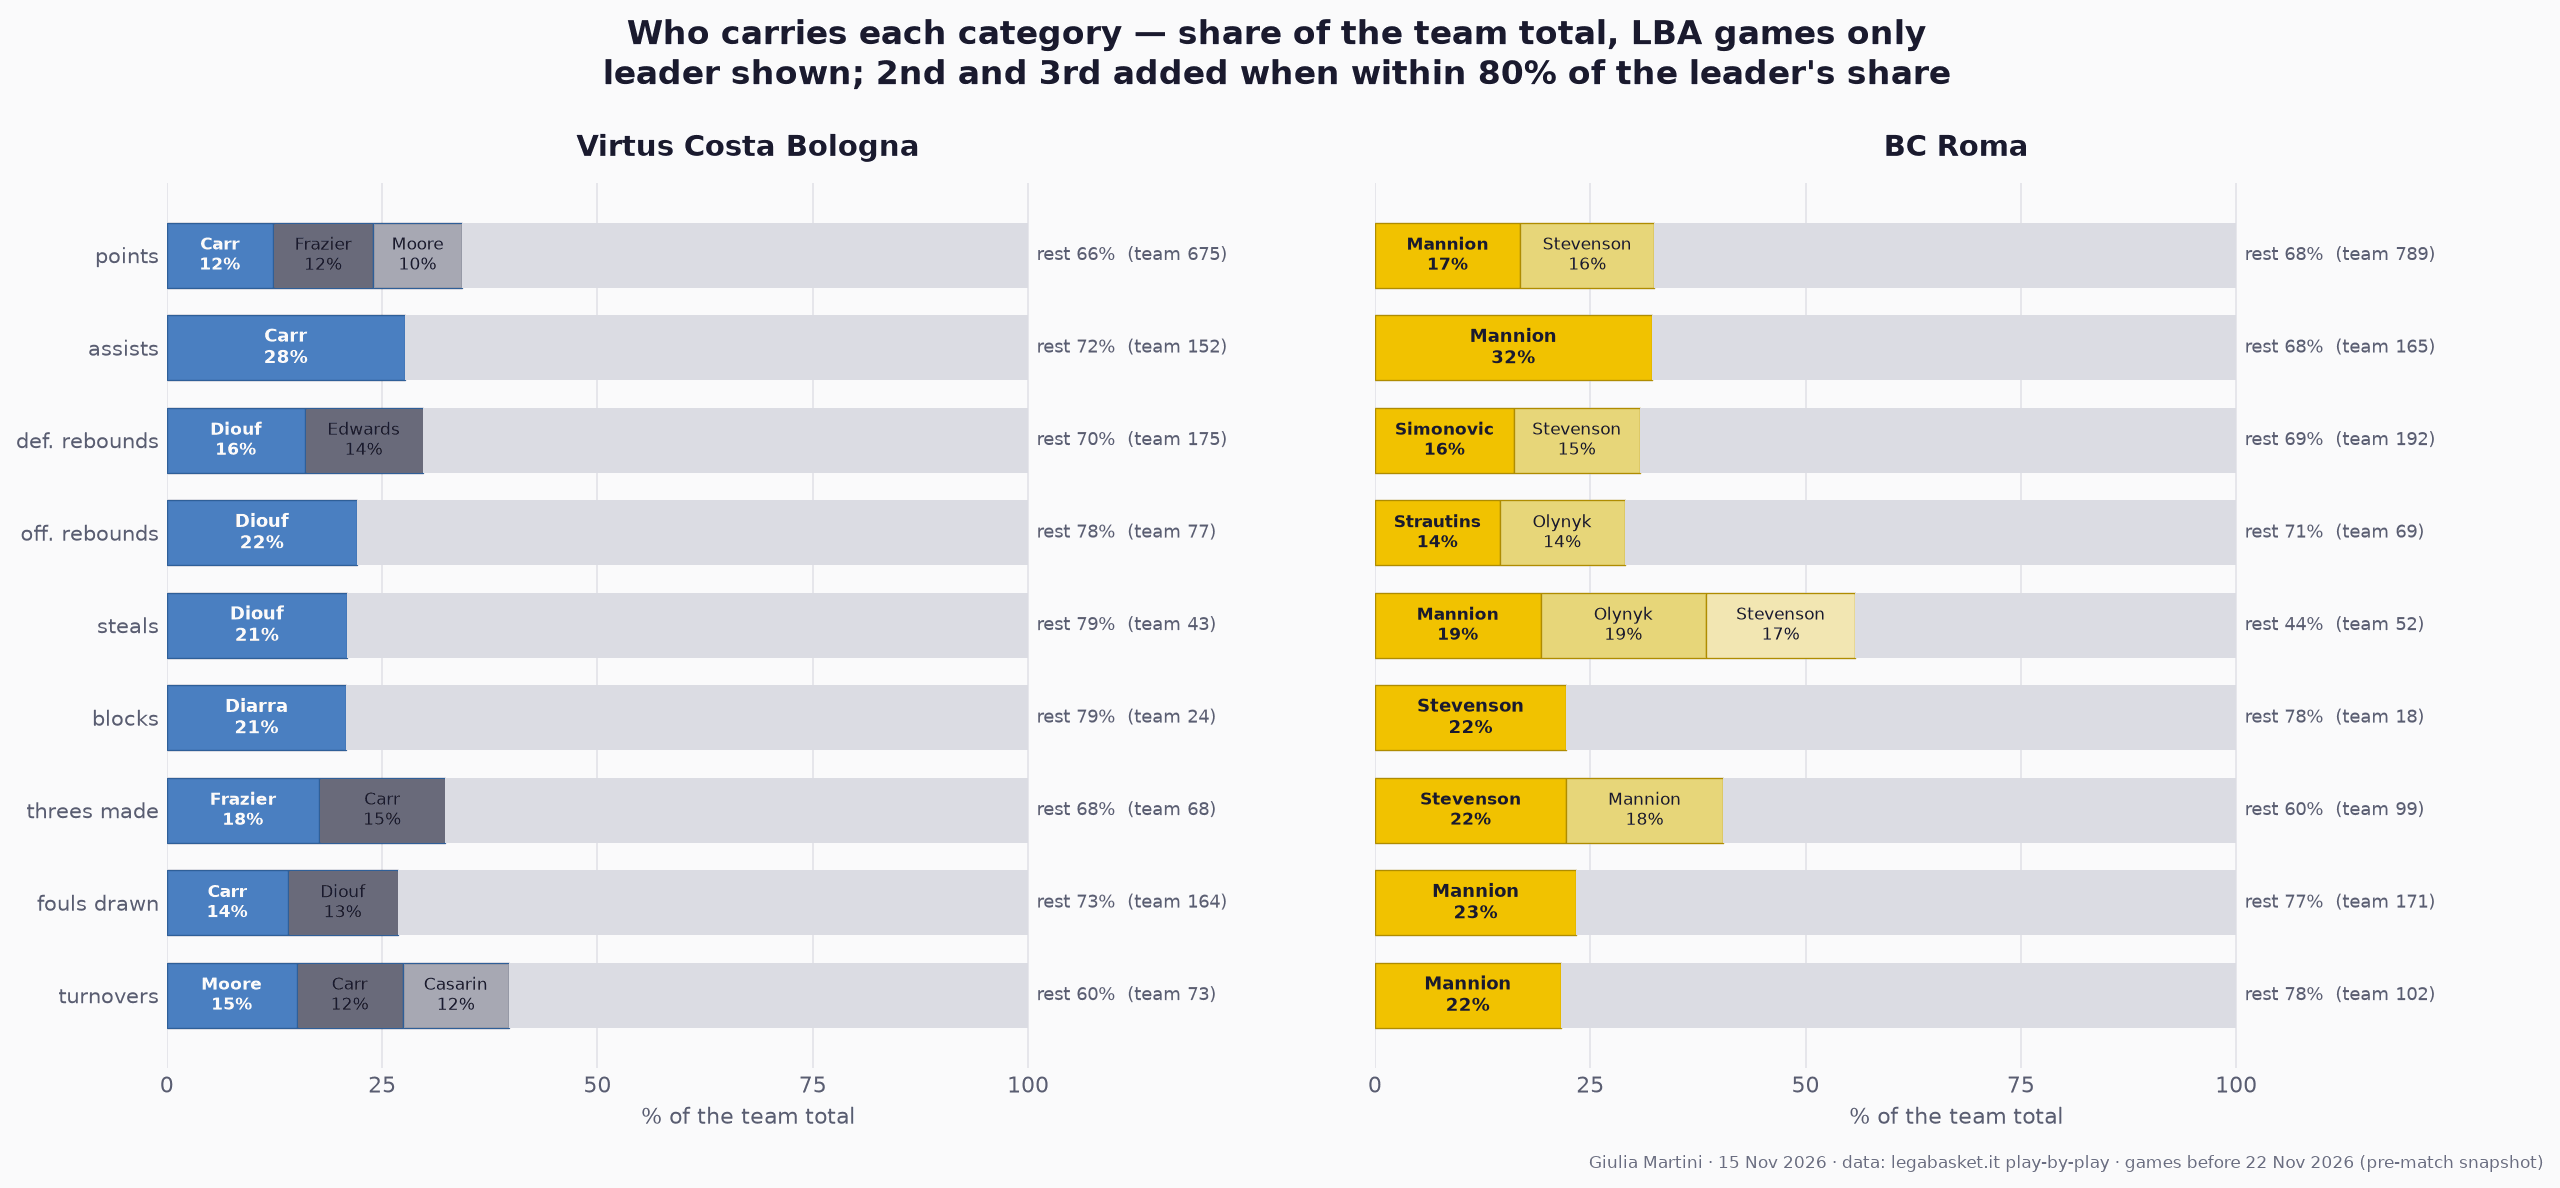 Who carries each category — share of the team total, LBA games only
leader shown; 2nd and 3rd added when within 80% of the leader's share
Virtus Costa Bologna
points
Carr
12%
Frazier
12%
Moore
10%
rest 66% (team 675)
assists
Carr
28%
rest 72% (team 152)
def. rebounds
Diouf
16%
Edwards
14%
rest 70% (team 175)
off. rebounds
Diouf
22%
rest 78% (team 77)
steals
Diouf
21%
rest 79% (team 43)
blocks
Diarra
21%
rest 79% (team 24)
threes made
Frazier
18%
Carr
15%
rest 68% (team 68)
fouls drawn
Carr
14%
Diouf
13%
rest 73% (team 164)
turnovers
Moore
15%
Carr
12%
Casarin
12%
rest 60% (team 73)
0 25 50 75 100
% of the team total
BC Roma
Mannion
17%
Stevenson
16%
rest 68% (team 789)
Mannion
32%
rest 68% (team 165)
Simonovic
16%
Stevenson
15%
rest 69% (team 192)
Strautins
14%
Olynyk
14%
rest 71% (team 69)
Mannion
19%
Olynyk
19%
Stevenson
17%
rest 44% (team 52)
Stevenson
22%
rest 78% (team 18)
Stevenson
22%
Mannion
18%
rest 60% (team 99)
Mannion
23%
rest 77% (team 171)
Mannion
22%
rest 78% (team 102)
0 25 50 75 100
% of the team total
Giulia Martini · 15 Nov 2026 · data: legabasket.it play-by-play · games before 22 Nov 2026 (pre-match snapshot)